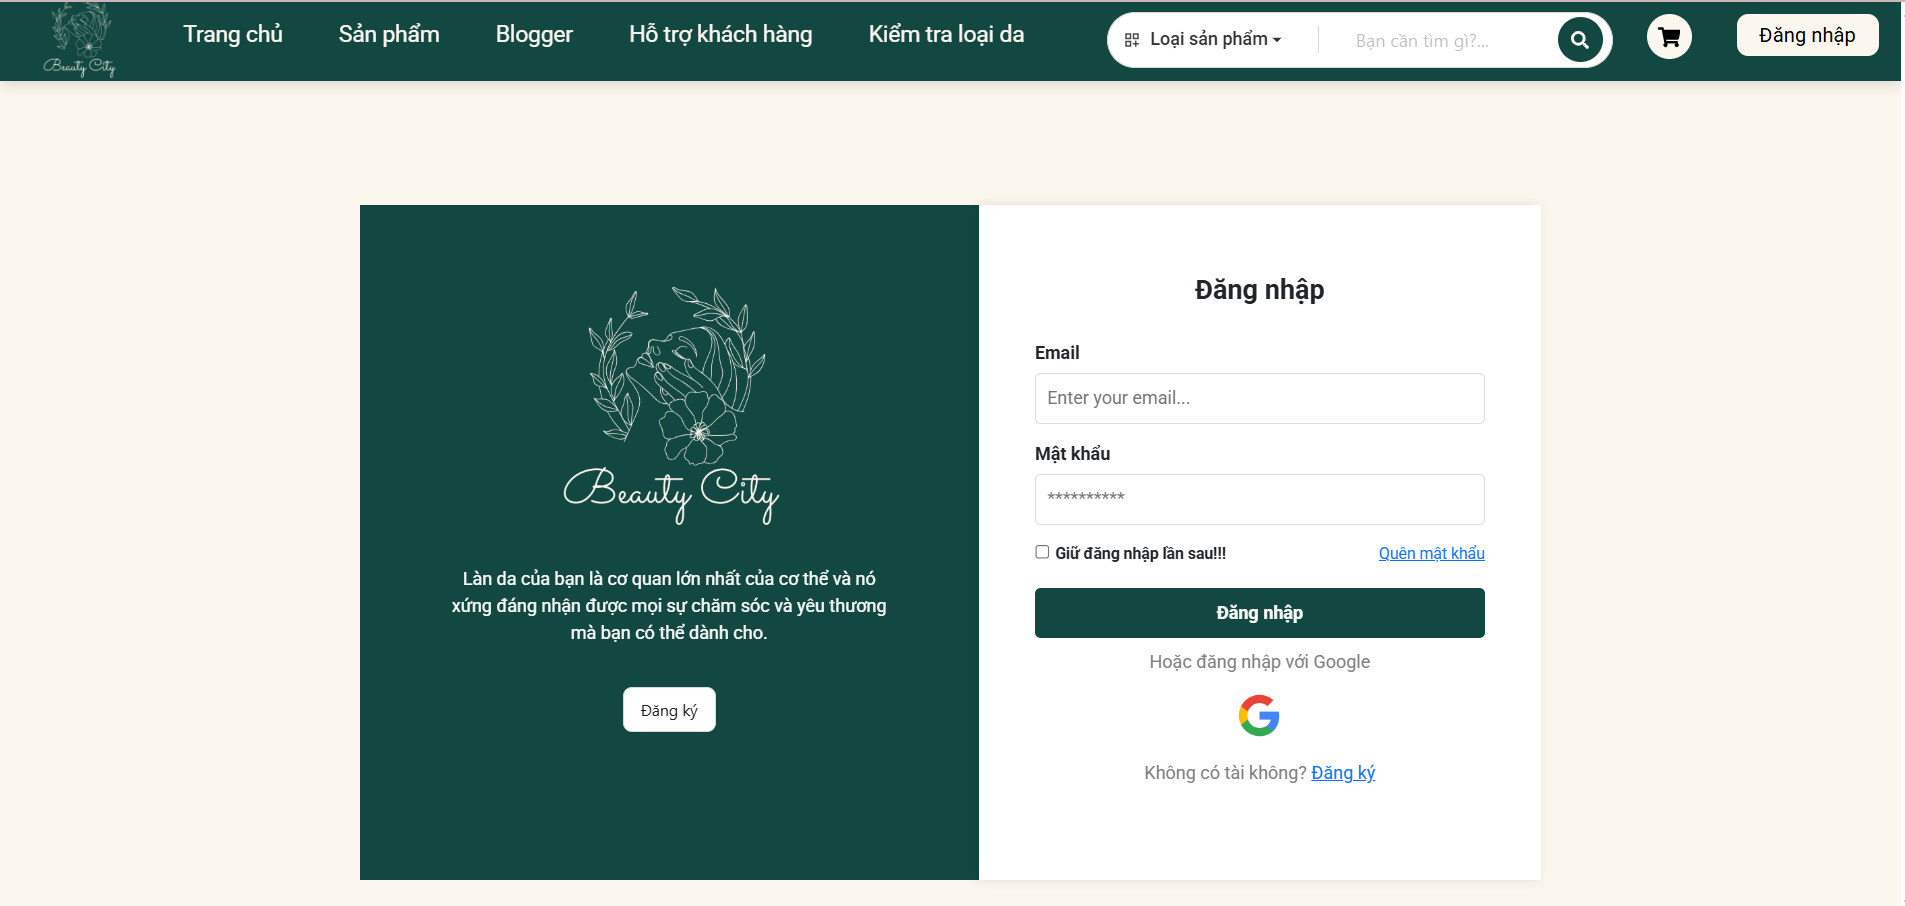 Beauty City
Trang chủ
Sản phẩm
Blogger
Hỗ trợ khách hàng
Kiểm tra loại da
Loại sản phẩm
Bạn cần tìm gì?...
Đăng nhập
Beauty City
Làn da của bạn là cơ quan lớn nhất của cơ thể và nó
xứng đáng nhận được mọi sự chăm sóc và yêu thương
mà bạn có thể dành cho.
Đăng ký
Đăng nhập
Email
Enter your email...
Mật khẩu
**********
Giữ đăng nhập lần sau!!!
Quên mật khẩu
Đăng nhập
Hoặc đăng nhập với Google
Không có tài không? Đăng ký